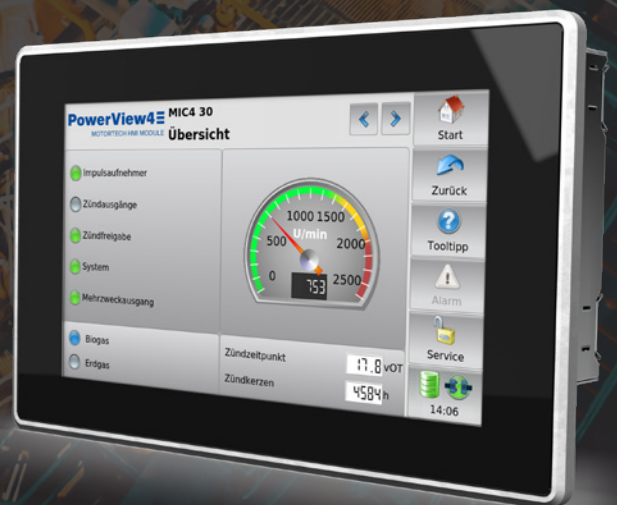 PowerView4
MOTORTECH HMI MODULE
MIC4 30
Übersicht
Impulsaufnehmer
Zündausgänge
Zündfreigabe
System
Mehrzweckausgang
Biogas
Erdgas
1000 1500
U/min
500 2000
0 2500
753
Zündzeitpunkt 17.8 vOT
Zündkerzen 4584 h
Start
Zurück
Tooltipp
Alarm
Service
31
14:06